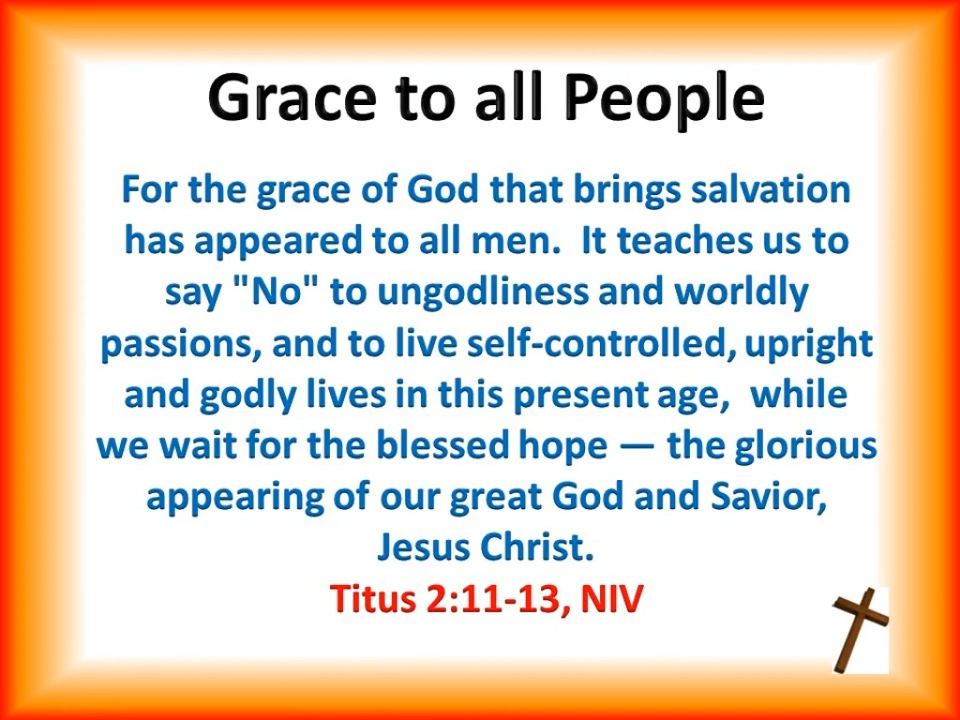 Grace to all People
For the grace of God that brings salvation
has appeared to all men.  It teaches us to
say "No" to ungodliness and worldly
passions, and to live self-controlled, upright
and godly lives in this present age,  while
we wait for the blessed hope — the glorious
appearing of our great God and Savior,
Jesus Christ.
Titus 2:11-13, NIV